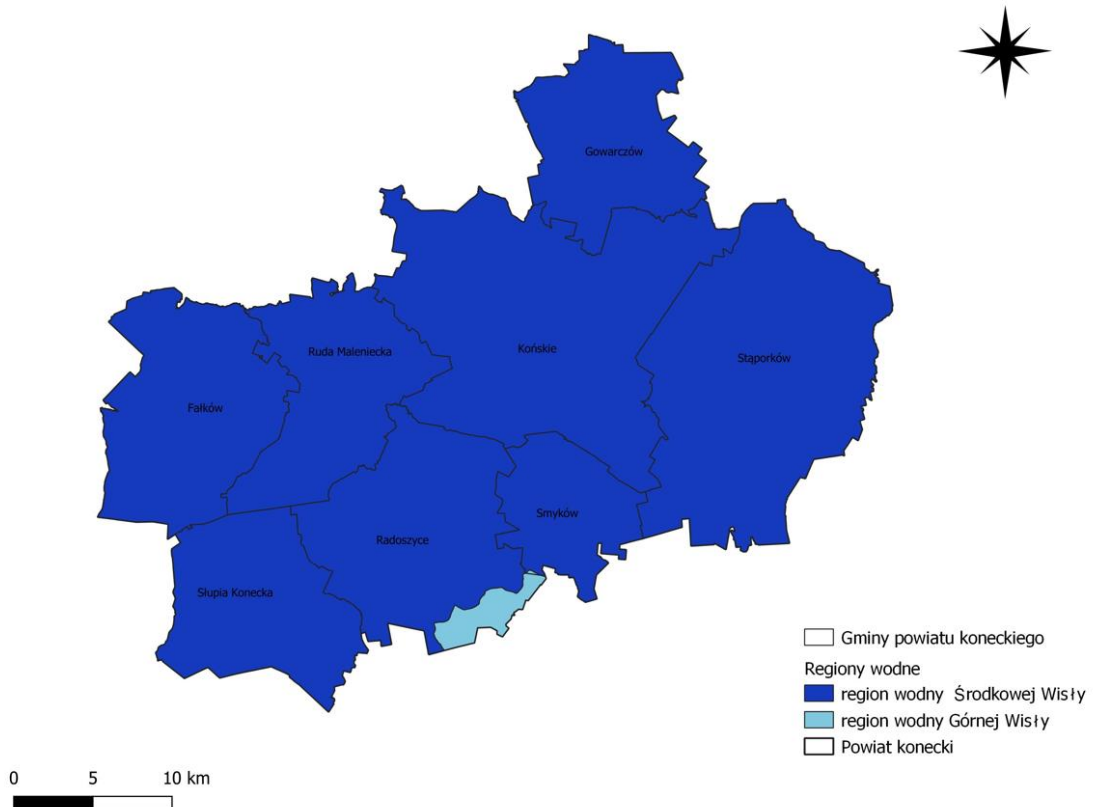 Gowarczów
Końskie
Ruda Maleniecka
Stąporków
Fałków
Smyków
Radoszyce
Słupia Konecka
Gminy powiatu koneckiego
Regiony wodne
region wodny Środkowej Wisły
region wodny Górnej Wisły
Powiat konecki
0 5 10 km